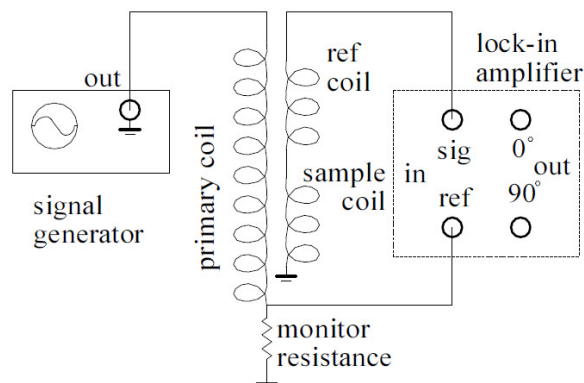 out
signal
generator
primary coil
ref
coil
sample
coil
monitor
resistance
lock-in
amplifier
in
sig
ref
0°
90°
out